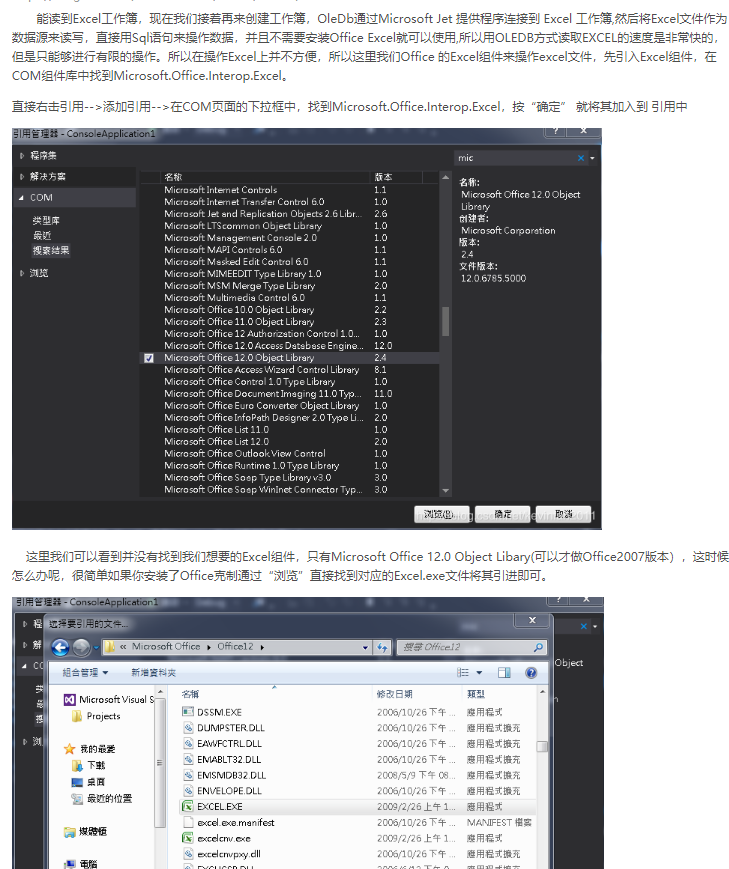 能读到Excel工作簿，现在我们接着再来创建工作簿，OleDb通过Microsoft Jet 提供程序连接到 Excel 工作簿,然后将Excel文件作为
数据源来读写，直接用Sql语句来操作数据，并且不需要安装Office Excel就可以使用,所以用OLEDB方式读取EXCEL的速度是非常快的，
但是只能够进行有限的操作。所以在操作Excel上并不方便，所以这里我们Office 的Excel组件来操作excel文件，先引入Excel组件，在
COM组件库中找到Microsoft.Office.Interop.Excel。
直接右击引用-->添加引用-->在COM页面的下拉框中，找到Microsoft.Office.Interop.Excel，按“确定” 就将其加入到 引用中
引用管理器 - ConsoleApplication1
程序集
解决方案
COM
类型库
最近
搜索结果
浏览
名称 版本
Microsoft Internet Controls 1.1
Microsoft Internet Transfer Control 6.0 1.0
Microsoft Jet and Replication Objects 2.6 Libr... 2.6
Microsoft LTScommon Object Library 1.0
Microsoft Management Console 2.0 1.0
Microsoft MAPI Controls 6.0 1.1
Microsoft Masked Edit Control 6.0 1.1
Microsoft MIMEEDIT Type Library 1.0 1.0
Microsoft MSM Merge Type Library 2.0
Microsoft Multimedia Control 6.0 1.1
Microsoft Office 10.0 Object Library 2.2
Microsoft Office 11.0 Object Library 2.3
Microsoft Office 12 Authorization Control 1.0... 1.0
Microsoft Office 12.0 Access Database Engine... 12.0
Microsoft Office 12.0 Object Library 2.4
Microsoft Office Access Wizard Control Library 8.1
Microsoft Office Control 1.0 Type Library 1.0
Microsoft Office Document Imaging 11.0 Typ... 11.0
Microsoft Office Euro Converter Object Library 1.0
Microsoft Office InfoPath Designer 2.0 Type Li... 2.0
Microsoft Office List 11.0 1.0
Microsoft Office List 12.0 2.0
Microsoft Office Outlook View Control 1.0
Microsoft Office Runtime 1.0 Type Library 1.0
Microsoft Office Soap Type Library v3.0 3.0
Microsoft Office Soap WinInet Connector Typ... 3.0
mic
名称:
Microsoft Office 12.0 Object
Library
创建者:
Microsoft Corporation
版本:
2.4
文件版本:
12.0.6785.5000
浏览(B)... 确定 取消
这里我们可以看到并没有找到我们想要的Excel组件，只有Microsoft Office 12.0 Object Libary(可以才做Office2007版本），这时候
怎么办呢，很简单如果你安装了Office克制通过“浏览”直接找到对应的Excel.exe文件将其引进即可。
引用管理器 - ConsoleApplication1
选择要引用的文件...
« Microsoft Office Office12
搜尋 Office12
組合管理 新增資料夾
Microsoft Visual S
Projects
我的最愛
下載
桌面
最近的位置
媒體櫃
電腦
名稱 修改日期 類型
DSSM.EXE 2006/10/26 下午 ... 應用程式
DUMPSTER.DLL 2006/10/26 下午 ... 應用程式擴充
EAWFCTRL.DLL 2006/10/26 下午 ... 應用程式擴充
EMABLT32.DLL 2006/10/26 下午 ... 應用程式擴充
EMSMDB32.DLL 2008/5/9 下午 08... 應用程式擴充
ENVELOPE.DLL 2006/10/26 下午 ... 應用程式擴充
EXCEL.EXE 2009/2/26 上午 1... 應用程式
excel.exe.manifest 2006/10/26 下午 ... MANIFEST 檔案
excelcnv.exe 2009/2/26 上午 1... 應用程式
excelcnvpxy.dll 2006/10/26 下午 ... 應用程式擴充
Object